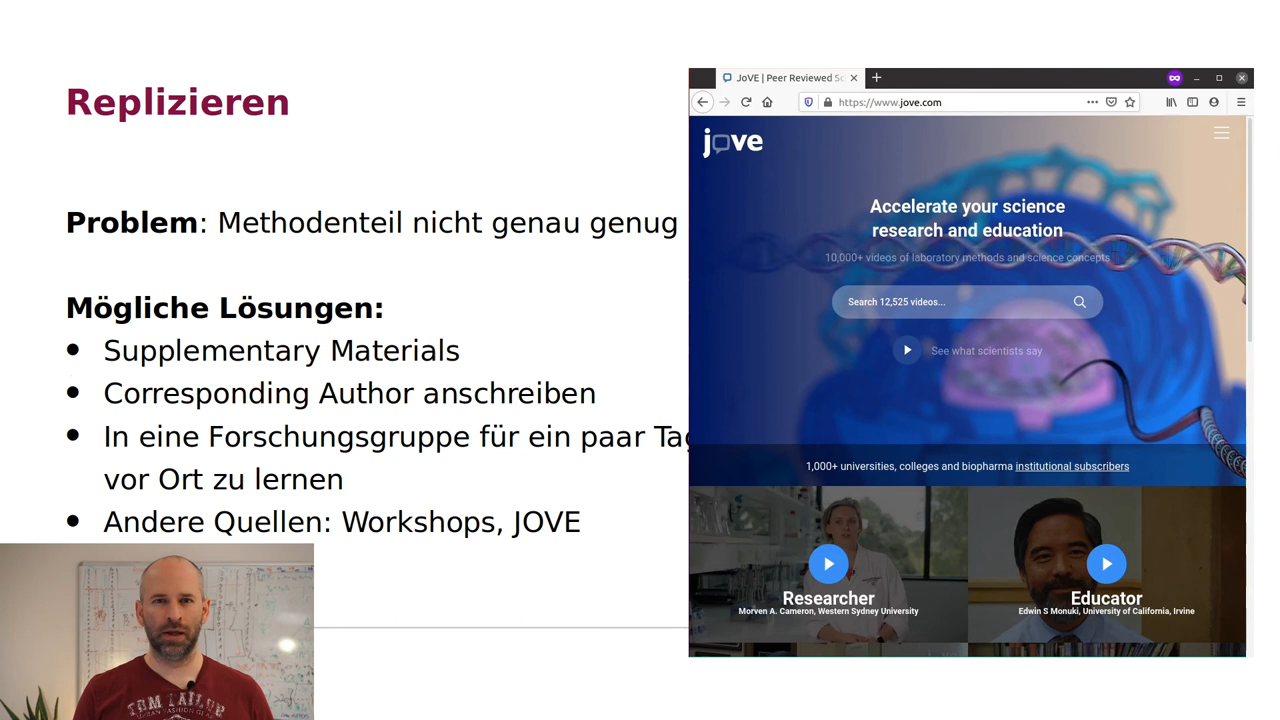 Replizieren
Problem: Methodenteil nicht genau genug
Mögliche Lösungen:
Supplementary Materials
Corresponding Author anschreiben
In eine Forschungsgruppe für ein paar Tag
vor Ort zu lernen
Andere Quellen: Workshops, JOVE
JoVE | Peer Reviewed Sc
https://www.jove.com
jove
Accelerate your science
research and education
10,000+ videos of laboratory methods and science concepts
Search 12,525 videos...
See what scientists say
1,000+ universities, colleges and biopharma institutional subscribers
Researcher
Morven A. Cameron, Western Sydney University
Educator
Edwin S Monuki, University of California, Irvine
TOM TAILOR